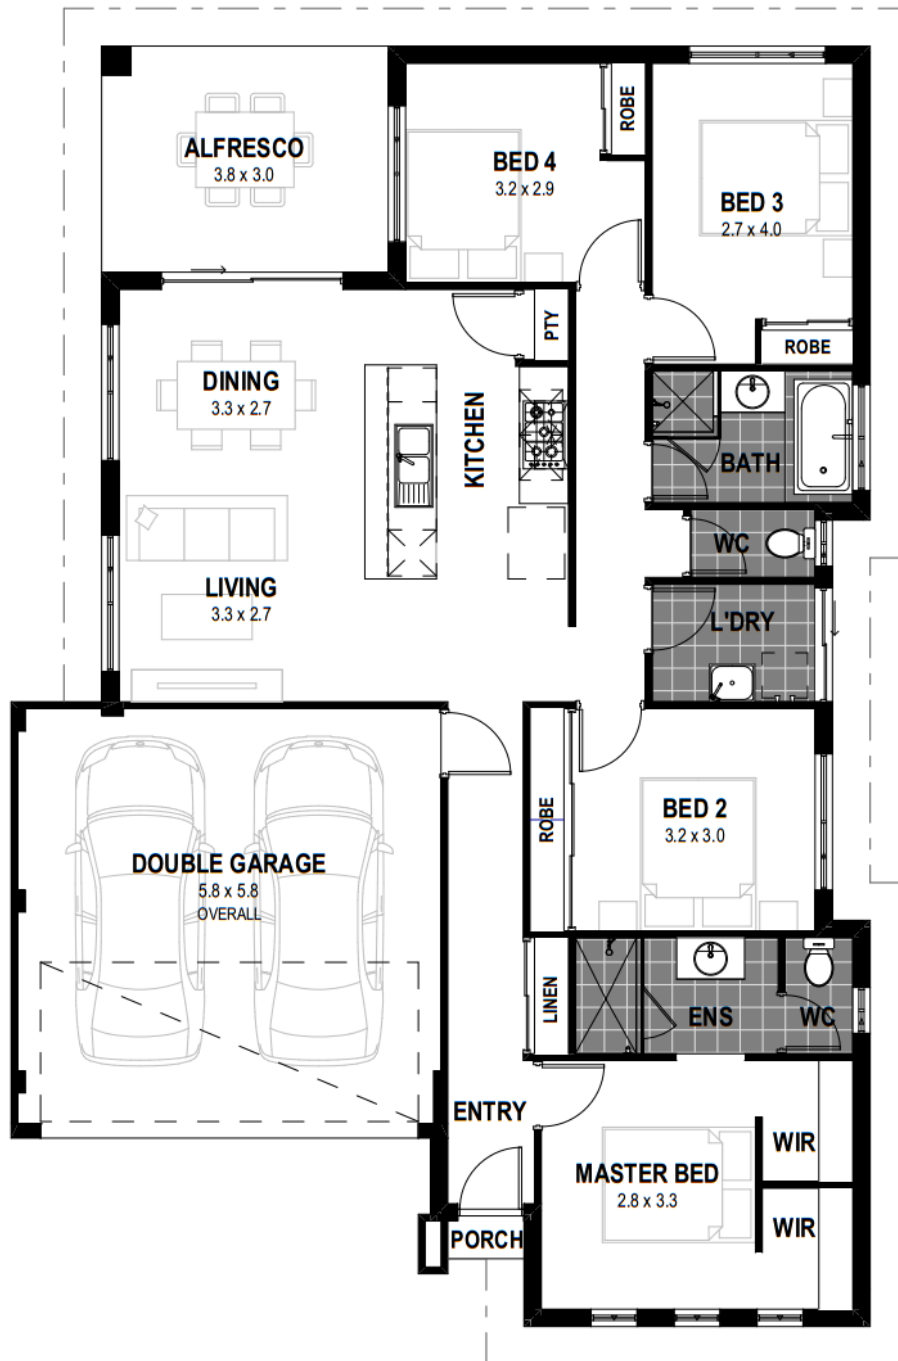 ALFRESCO
3.8 x 3.0
BED 4
3.2 x 2.9
ROBE
BED 3
2.7 x 4.0
ROBE
PTY
DINING
3.3 x 2.7
KITCHEN
BATH
WC
LIVING
3.3 x 2.7
L'DRY
ROBE
BED 2
3.2 x 3.0
DOUBLE GARAGE
5.8 x 5.8
OVERALL
LINEN
ENS
WC
ENTRY
MASTER BED
2.8 x 3.3
WIR
WIR
PORCH